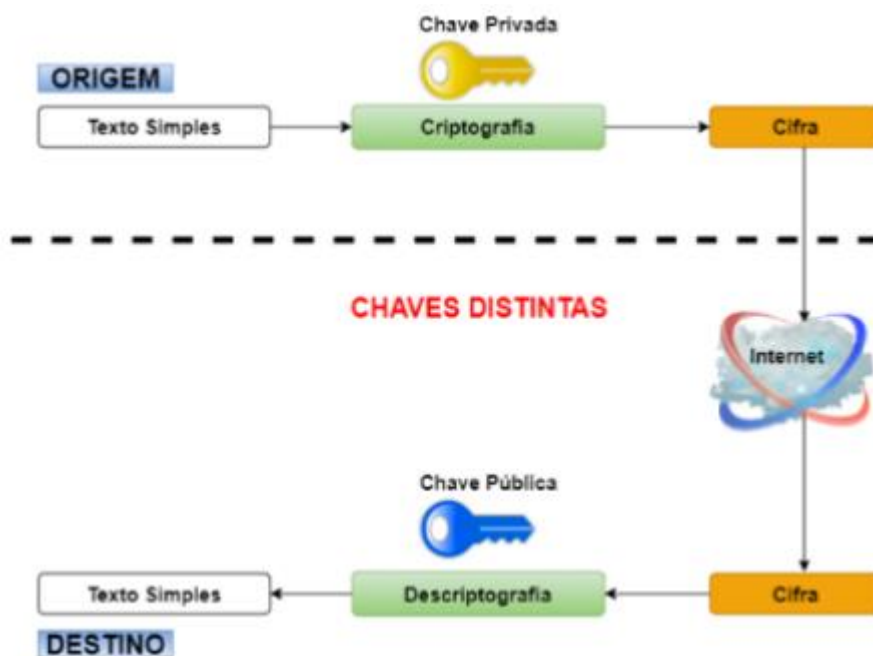 Chave Privada
ORIGEM
Texto Simples
Criptografia
Cifra
CHAVES DISTINTAS
Internet
Chave Pública
Texto Simples
Descriptografia
Cifra
DESTINO